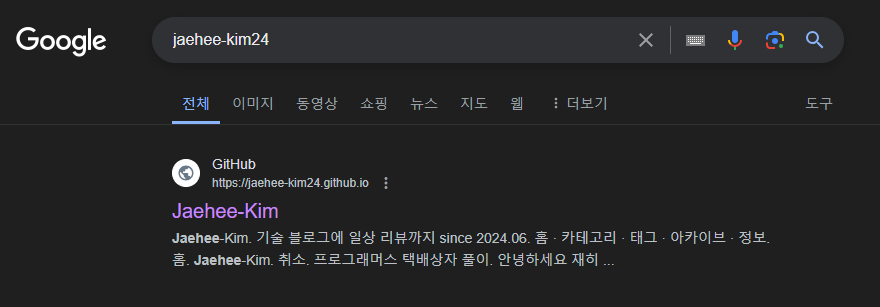 Google
jaehee-kim24
전체 이미지 동영상 쇼핑 뉴스 지도 웹 더보기 도구
GitHub
https://jaehee-kim24.github.io
Jaehee-Kim
Jaehee-Kim. 기술 블로그에 일상 리뷰까지 since 2024.06. 홈 · 카테고리 · 태그 · 아카이브 · 정보.
홈. Jaehee-Kim. 취소. 프로그래머스 택배상자 풀이. 안녕하세요 재히 ...